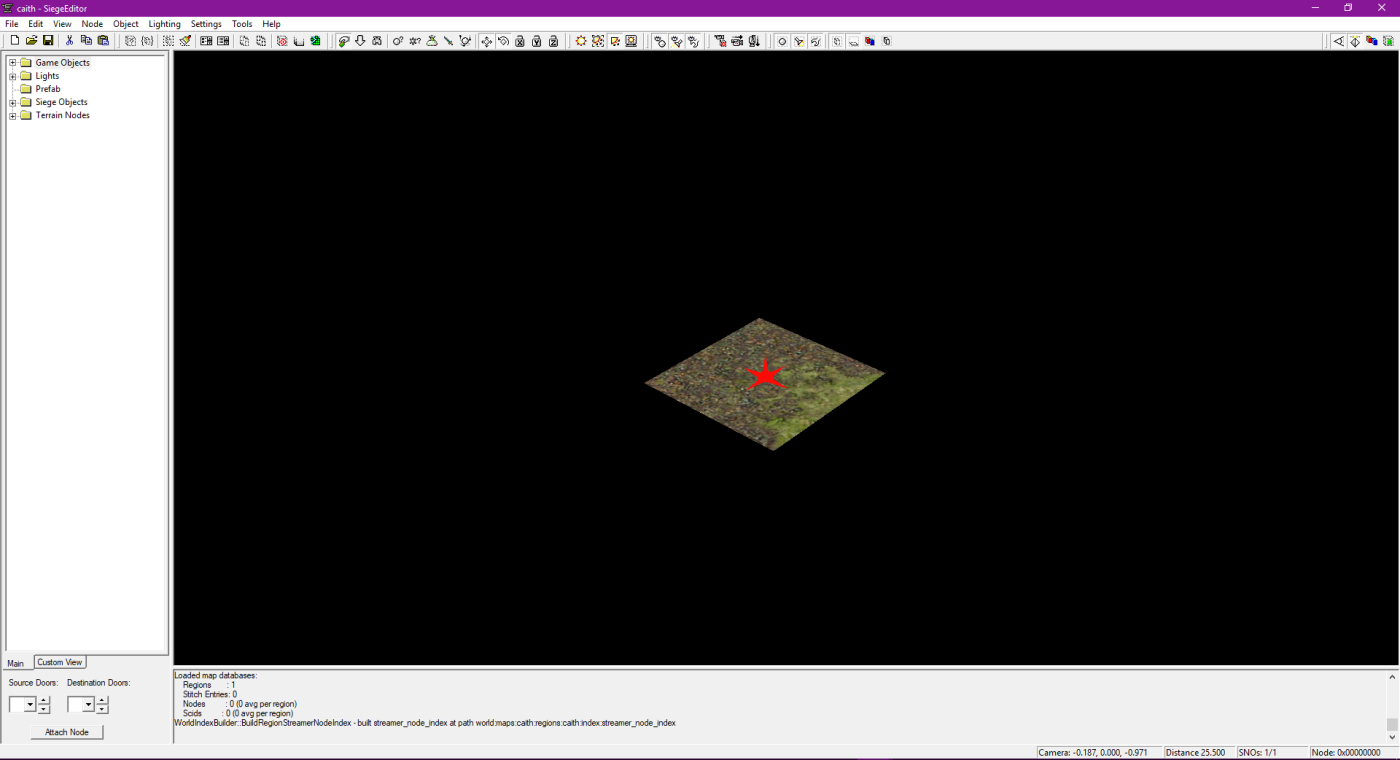 caith - SiegeEditor
File Edit View Node Object Lighting Settings Tools Help
Game Objects
Lights
Prefab
Siege Objects
Terrain Nodes
Main Custom View
Source Doors: Destination Doors:
Attach Node
Loaded map databases:
Regions : 1
Stitch Entries: 0
Nodes : 0 (0 avg per region)
Scids : 0 (0 avg per region)
WorldIndexBuilder::BuildRegionStreamerNodeIndex - built streamer_node_index at path world:maps:caith:regions:caith:index:streamer_node_index
Camera: -0.187, 0.000, -0.971 Distance 25.500 SNOs: 1/1 Node: 0x00000000